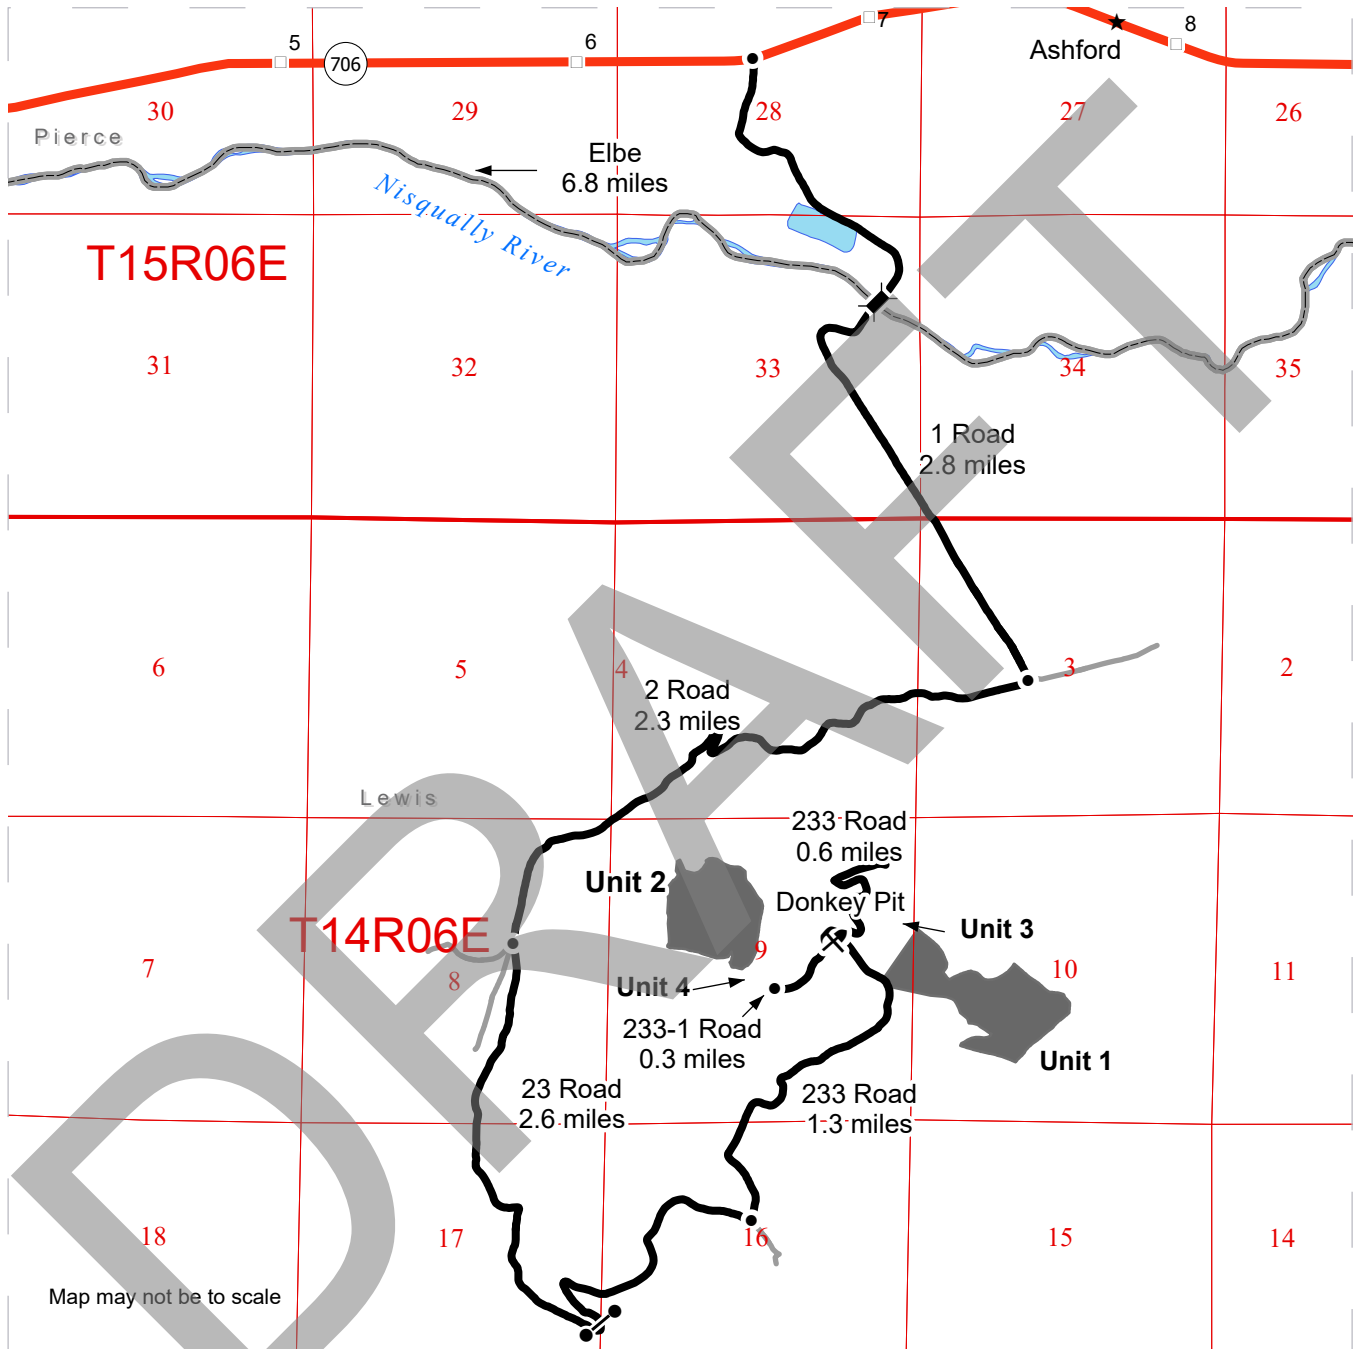 5
6
7
8
706
Ashford
30
29
28
27
26
Pierce
Elbe
6.8 miles
Nisqually River
T15R06E
31
32
33
34
35
1 Road
2.8 miles
6
5
4
3
2
2 Road
2.3 miles
Lewis
233 Road
0.6 miles
Unit 2
Donkey Pit
Unit 3
T14R06E
7
8
9
10
11
Unit 4
233-1 Road
0.3 miles
Unit 1
23 Road
2.6 miles
233 Road
1.3 miles
18
17
16
15
14
Map may not be to scale
DRAFT